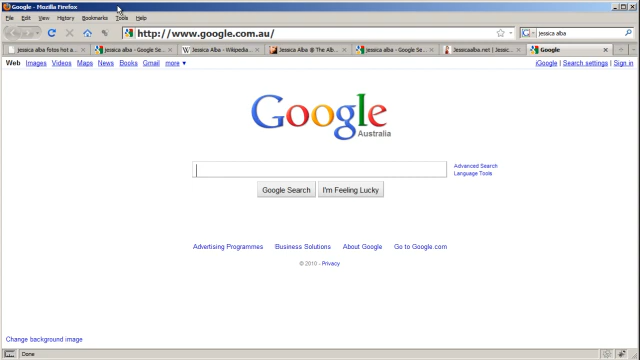 Google - Mozilla Firefox
File Edit View History Bookmarks Tools Help
http://www.google.com.au/
jessica alba
jessica alba fotos hot a...
jessica alba - Google Se...
Jessica Alba - Wikipedia...
Jessica Alba @ The Alb...
jessica alba - Google Se...
Jessicaalba.net | Jessic...
Google
Web Images Videos Maps News Books Gmail more ▼
iGoogle | Search settings | Sign in
Google
Australia
Advanced Search
Language Tools
Google Search
I'm Feeling Lucky
Advertising Programmes Business Solutions About Google Go to Google.com
© 2010 - Privacy
Change background image
Done